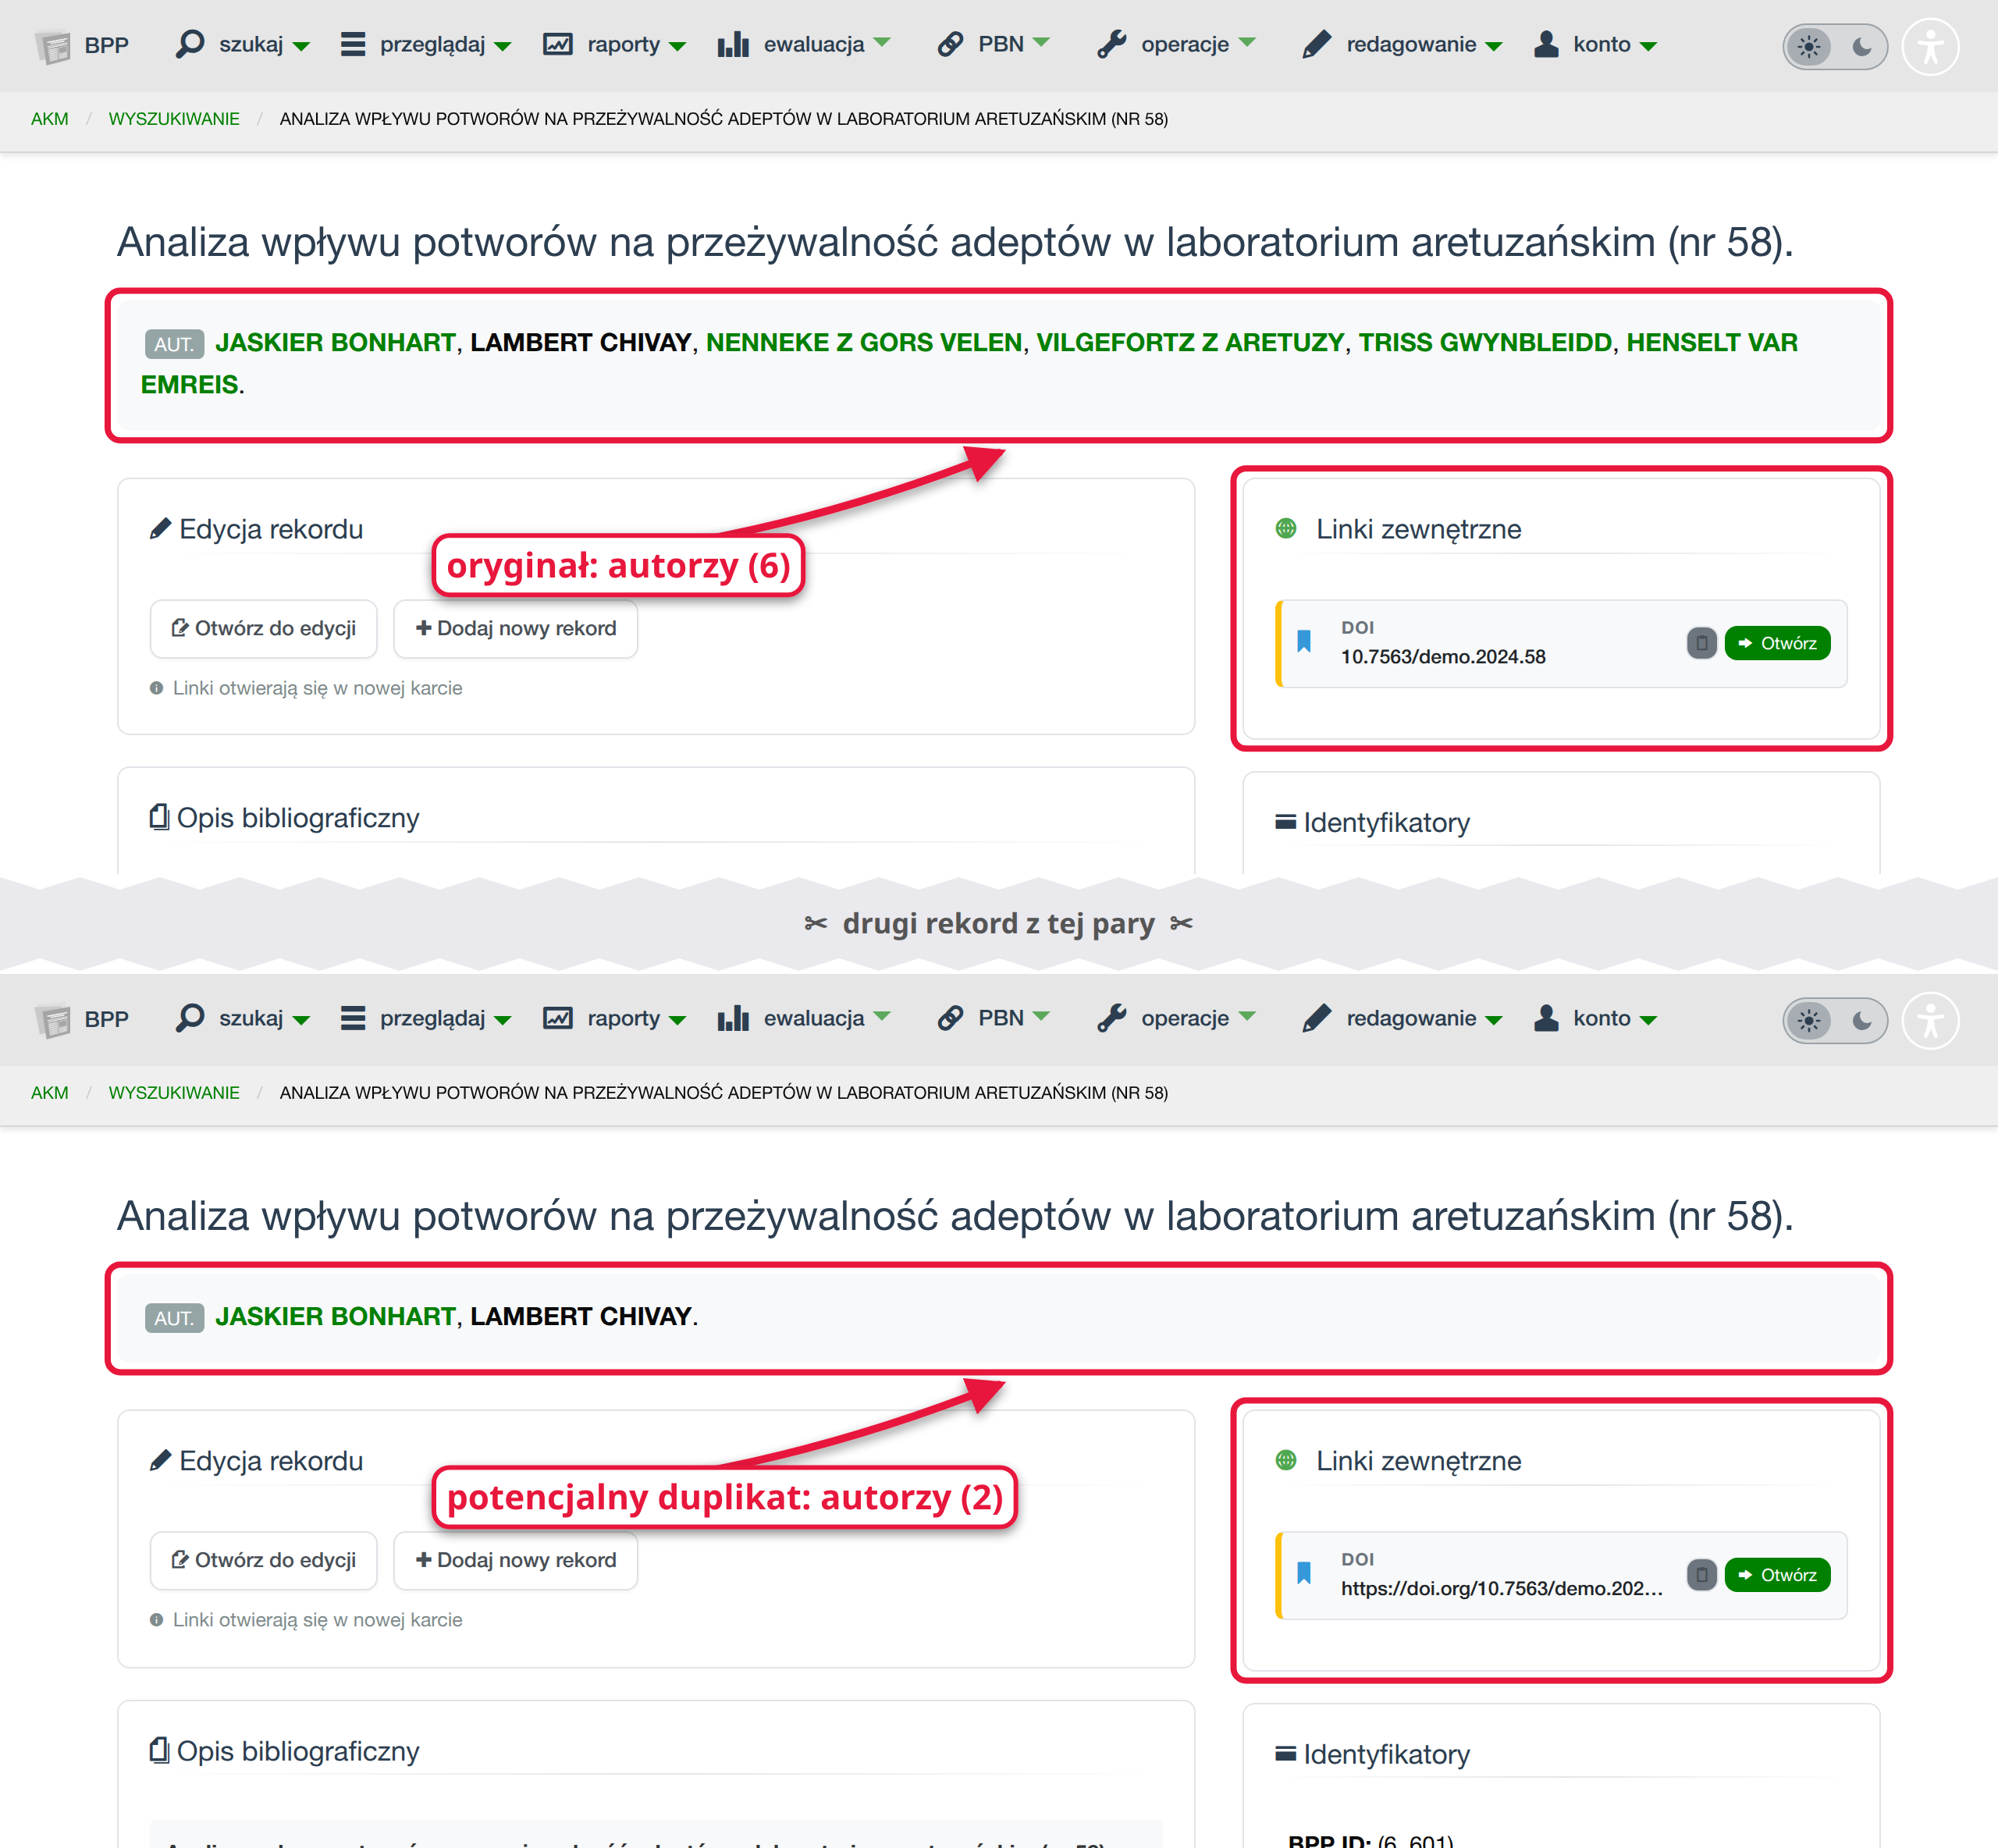 BPP szukaj przeglądaj raporty ewaluacja PBN operacje redagowanie konto
AKM / WYSZUKIWANIE / ANALIZA WPŁYWU POTWORÓW NA PRZEŻYWALNOŚĆ ADEPTÓW W LABORATORIUM ARETUZAŃSKIM (NR 58)
Analiza wpływu potworów na przeżywalność adeptów w laboratorium aretuzańskim (nr 58).
AUT. JASKIER BONHART, LAMBERT CHIVAY, NENNEKE Z GORS VELEN, VILGEFORTZ Z ARETUZY, TRISS GWYNBLEIDD, HENSELT VAR
EMREIS.
Edycja rekordu
oryginał: autorzy (6)
Otwórz do edycji
Dodaj nowy rekord
Linki otwierają się w nowej karcie
Linki zewnętrzne
DOI
10.7563/demo.2024.58
Otwórz
Opis bibliograficzny
Identyfikatory
✂ drugi rekord z tej pary ✂
BPP szukaj przeglądaj raporty ewaluacja PBN operacje redagowanie konto
AKM / WYSZUKIWANIE / ANALIZA WPŁYWU POTWORÓW NA PRZEŻYWALNOŚĆ ADEPTÓW W LABORATORIUM ARETUZAŃSKIM (NR 58)
Analiza wpływu potworów na przeżywalność adeptów w laboratorium aretuzańskim (nr 58).
AUT. JASKIER BONHART, LAMBERT CHIVAY.
Edycja rekordu
potencjalny duplikat: autorzy (2)
Otwórz do edycji
Dodaj nowy rekord
Linki otwierają się w nowej karcie
Linki zewnętrzne
DOI
https://doi.org/10.7563/demo.202...
Otwórz
Opis bibliograficzny
Identyfikatory
BPP ID: (6, 601)